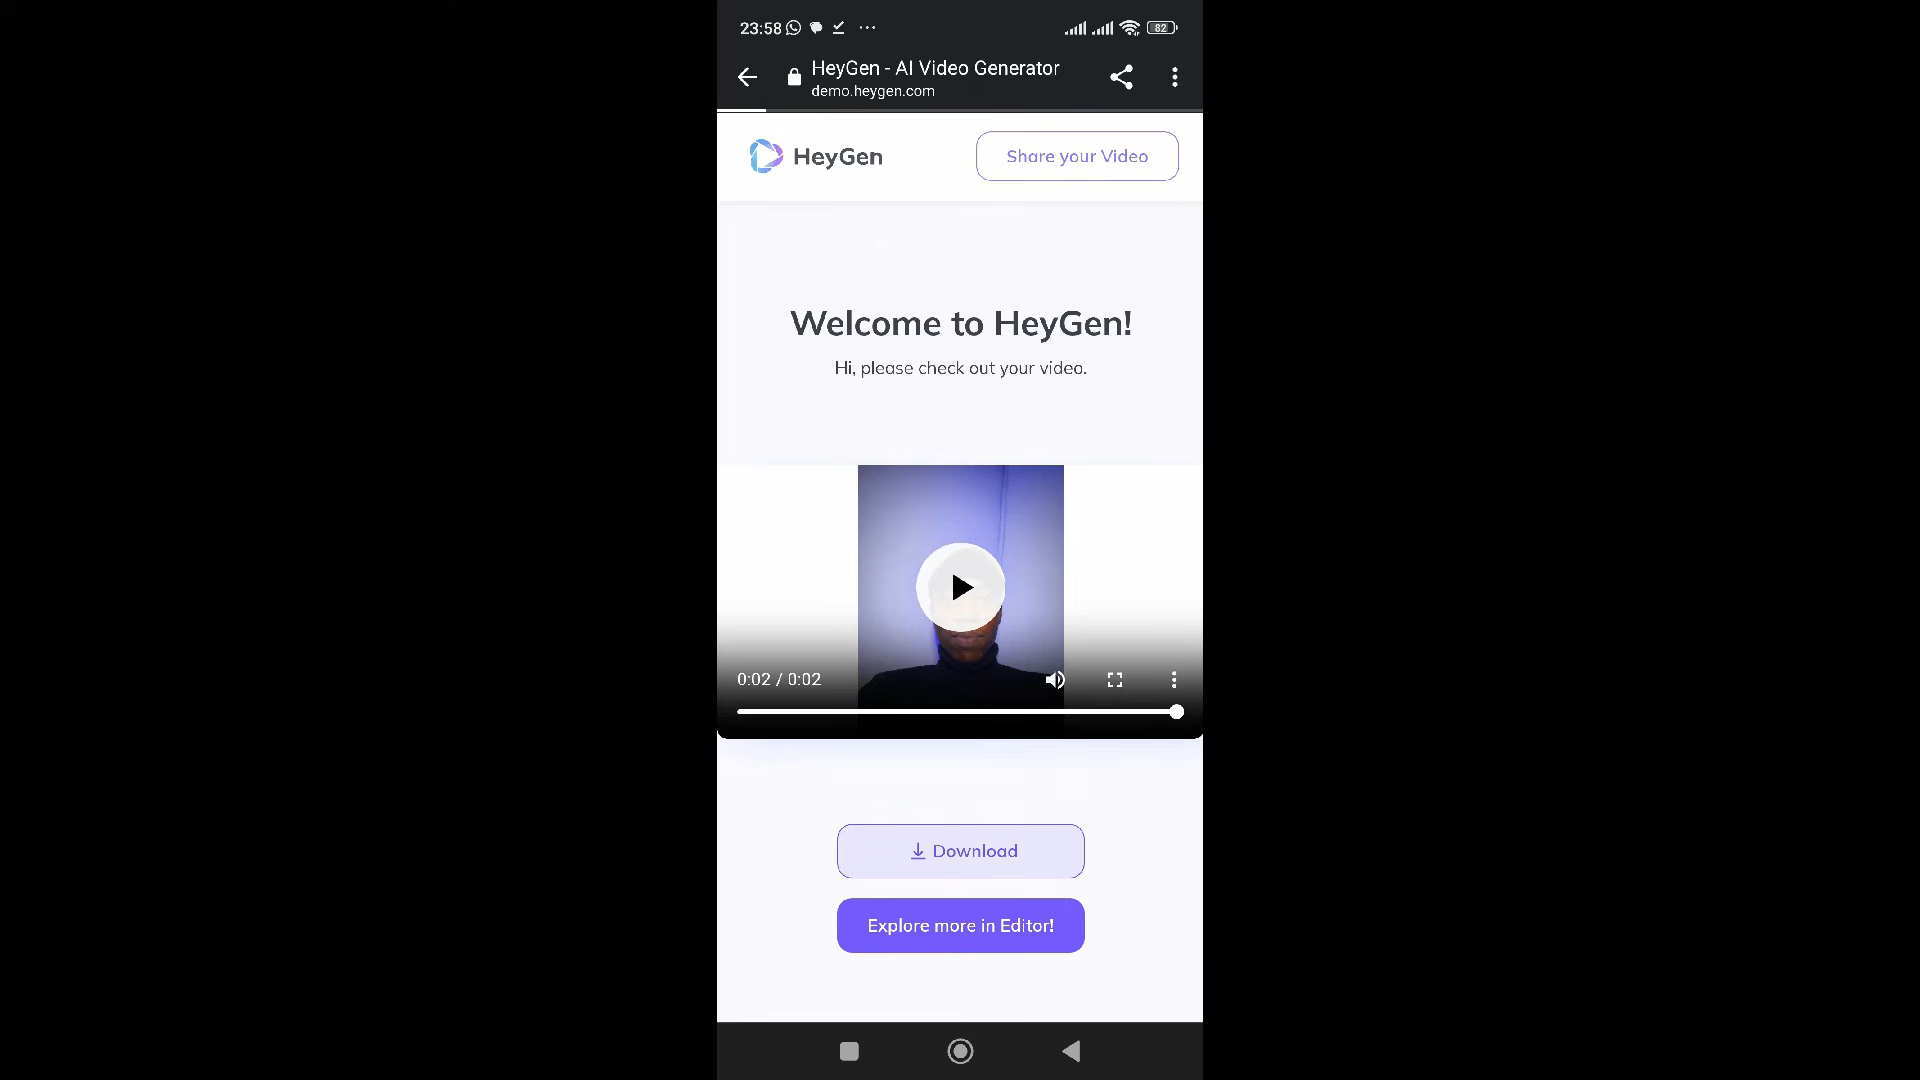 23:58
82
HeyGen - AI Video Generator
demo.heygen.com
HeyGen
Share your Video
Welcome to HeyGen!
Hi, please check out your video.
0:02 / 0:02
Download
Explore more in Editor!